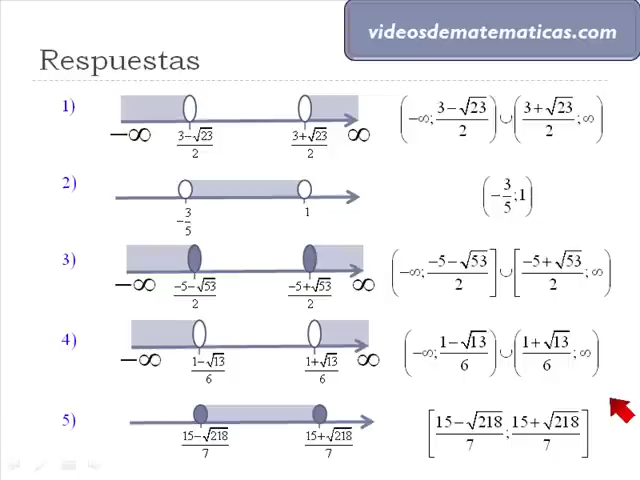 videosdematematicas.com
Respuestas
1) −∞ (3−√23)/2 (3+√23)/2 ∞ (−∞; (3−√23)/2) ∪ ((3+√23)/2; ∞)
2) −3/5 1 (−3/5; 1)
3) −∞ (−5−√53)/2 (−5+√53)/2 ∞ (−∞; (−5−√53)/2] ∪ [(−5+√53)/2; ∞)
4) −∞ (1−√13)/6 (1+√13)/6 ∞ (−∞; (1−√13)/6) ∪ ((1+√13)/6; ∞)
5) (15−√218)/7 (15+√218)/7 [(15−√218)/7; (15+√218)/7]